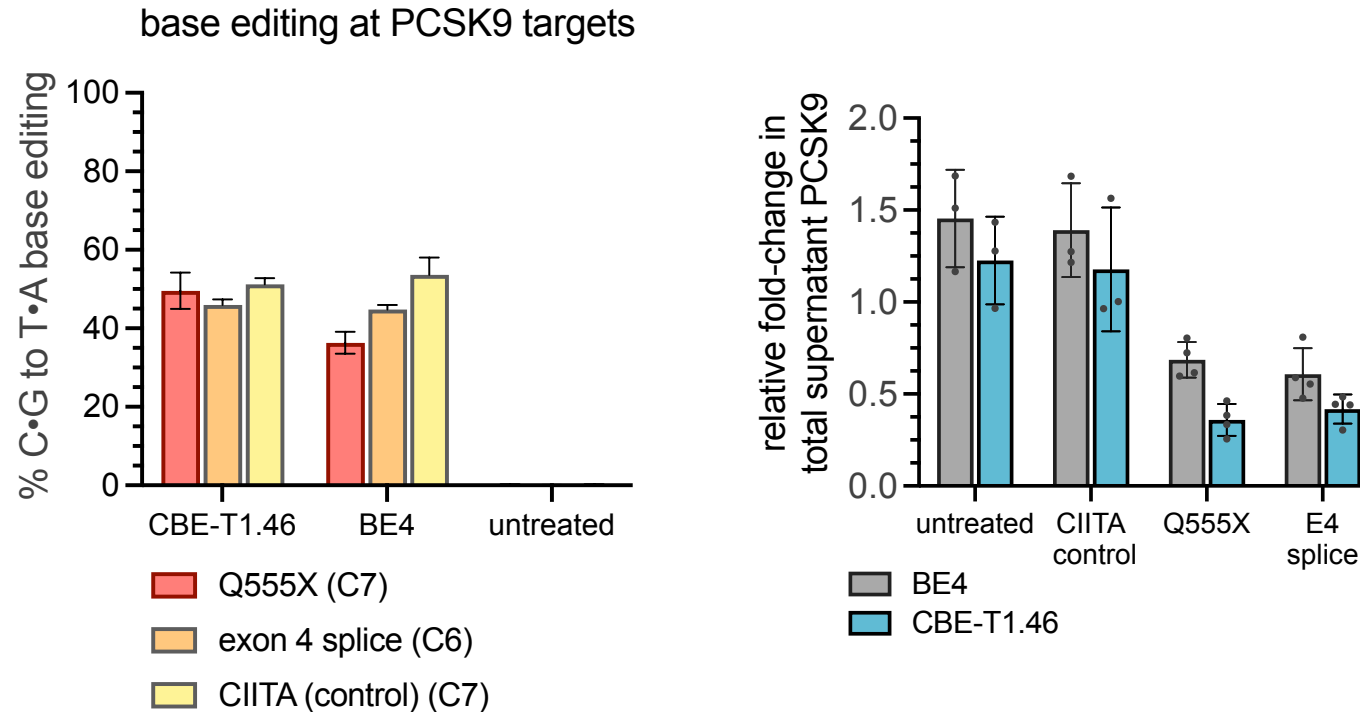 base editing at PCSK9 targets
% C•G to T•A base editing
100
80
60
40
20
0
CBE-T1.46 BE4 untreated
Q555X (C7)
exon 4 splice (C6)
CIITA (control) (C7)
relative fold-change in
total supernatant PCSK9
2.0
1.5
1.0
0.5
0.0
untreated CIITA Q555X E4
control splice
BE4
CBE-T1.46